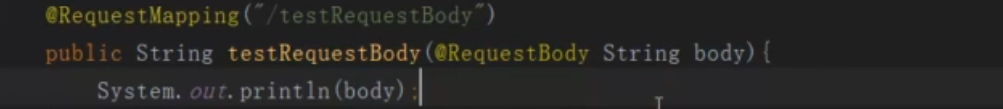 @RequestMapping("/testRequestBody")
public String testRequestBody(@RequestBody String body){
System.out.println(body);